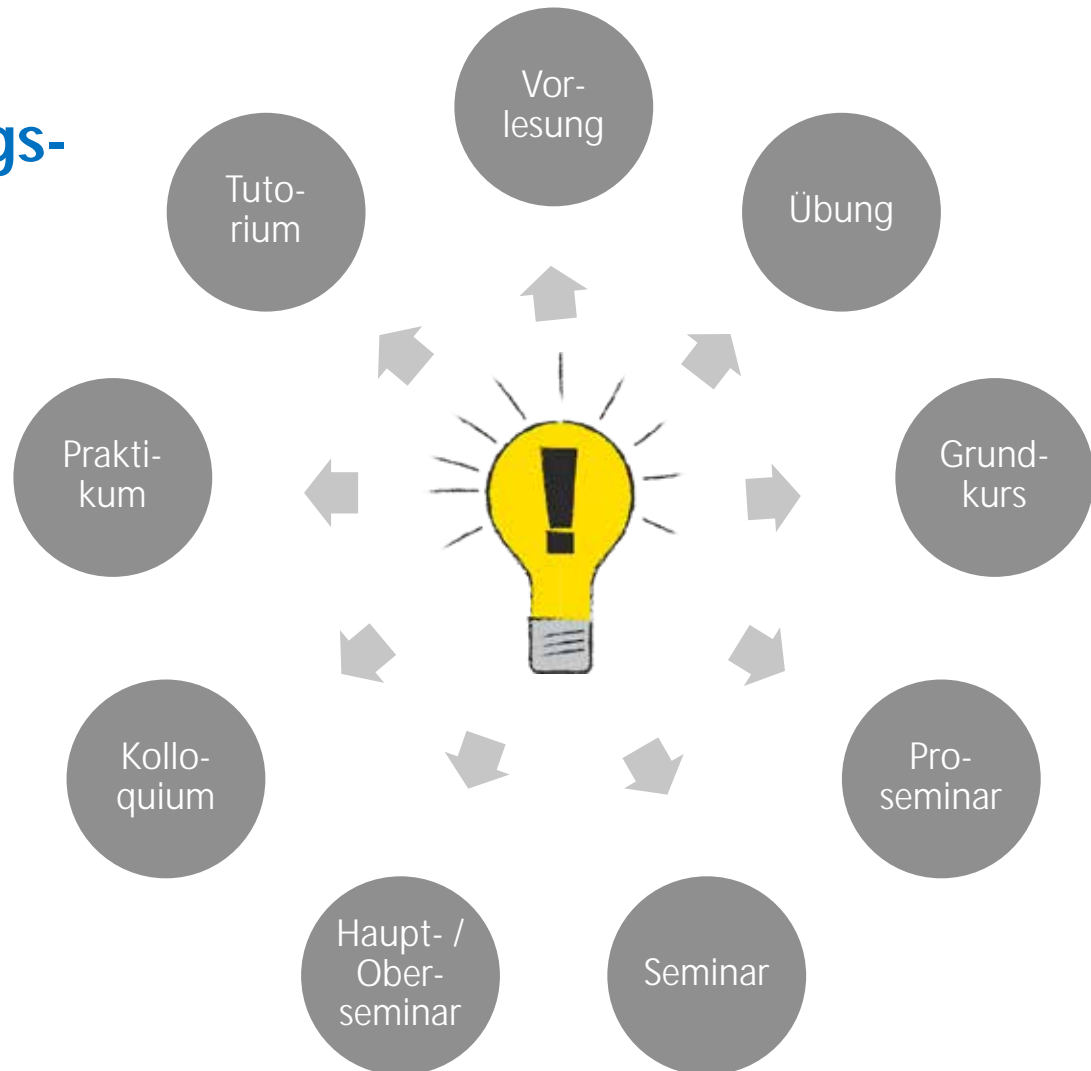 gs-
Vor-
lesung
Übung
Grund-
kurs
Pro-
seminar
Seminar
Haupt- /
Ober-
seminar
Kollo-
quium
Prakti-
kum
Tuto-
rium
!